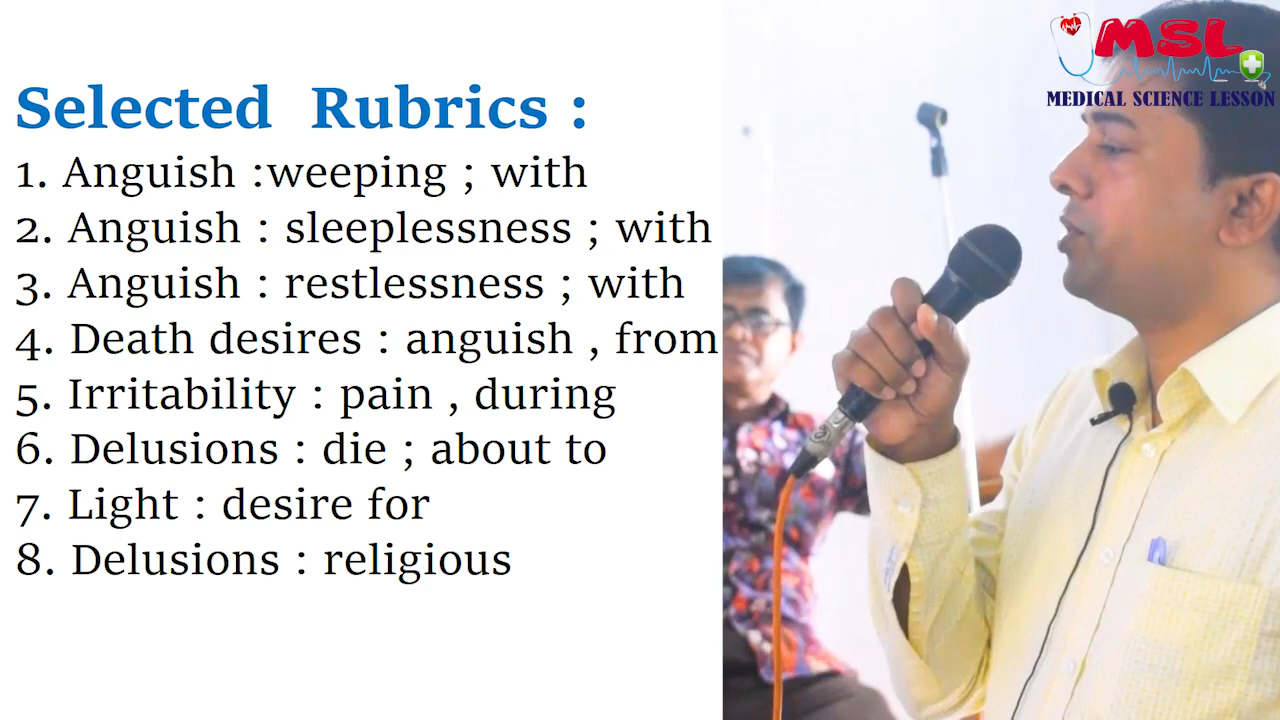 Selected Rubrics :
1. Anguish :weeping ; with
2. Anguish : sleeplessness ; with
3. Anguish : restlessness ; with
4. Death desires : anguish , from
5. Irritability : pain , during
6. Delusions : die ; about to
7. Light : desire for
8. Delusions : religious
MSL
MEDICAL SCIENCE LESSON